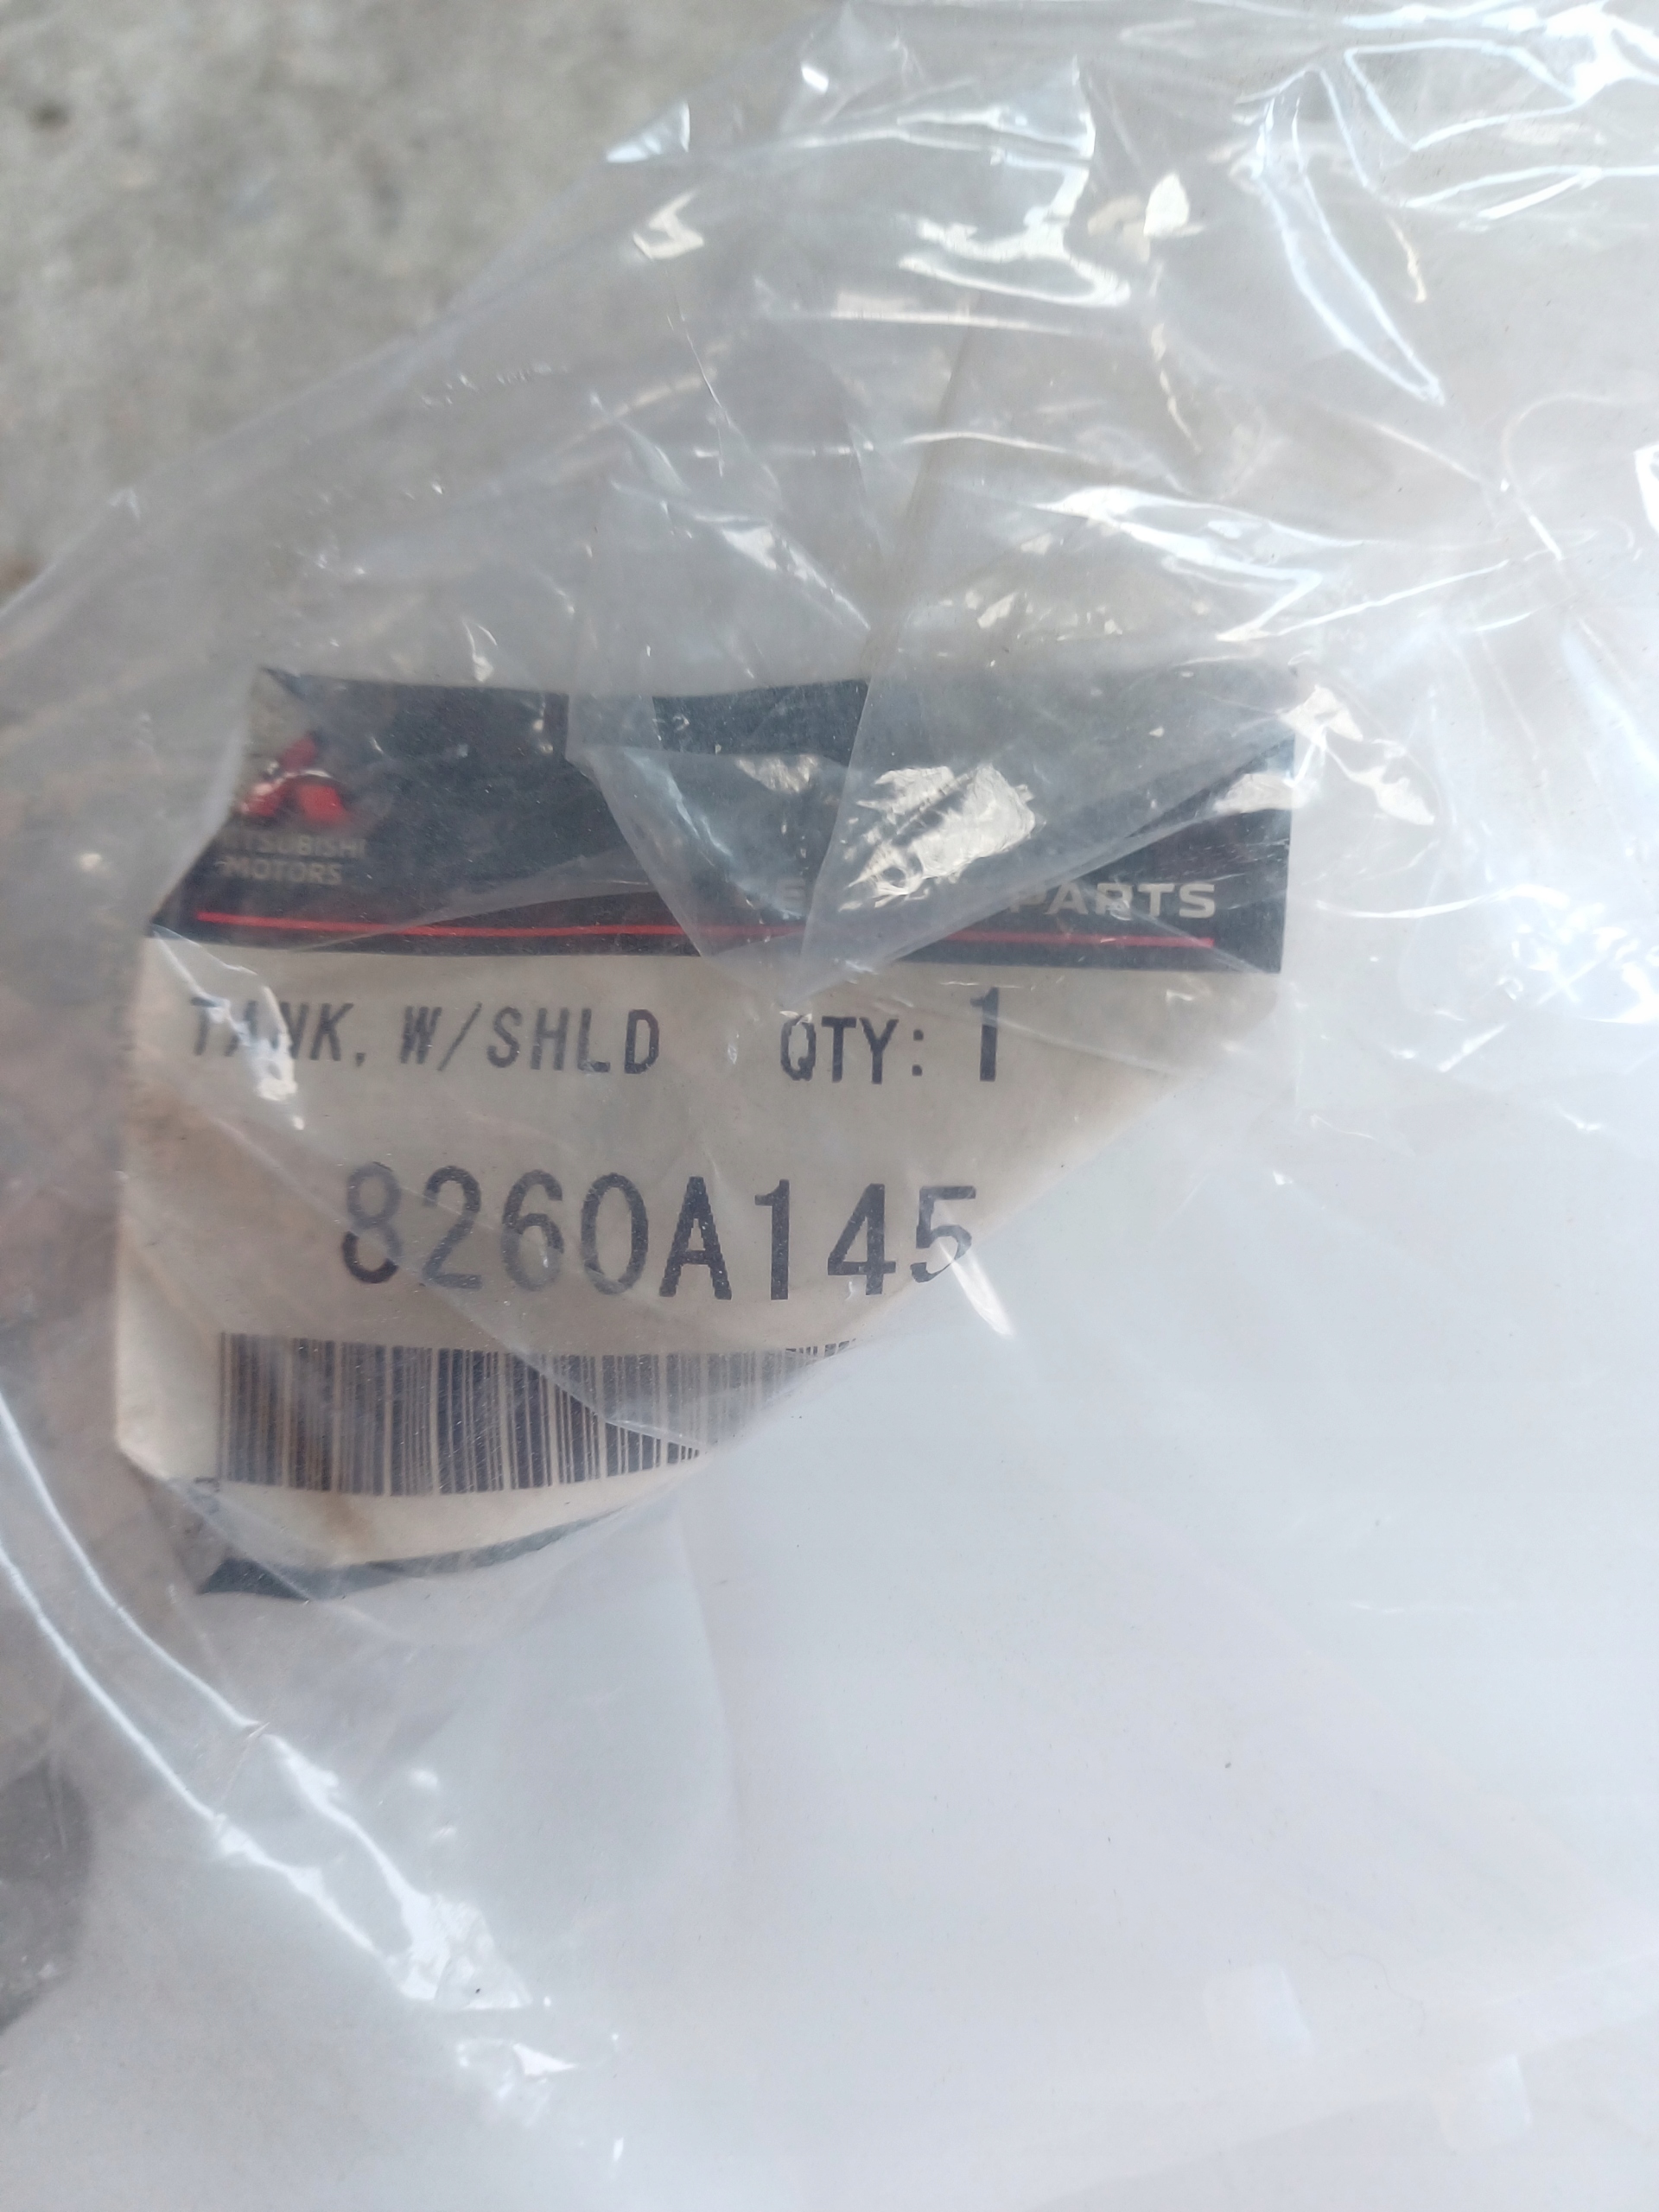 MITSUBISHI
MOTORS
PARTS
TANK, W/SHLD QTY: 1
8260A145